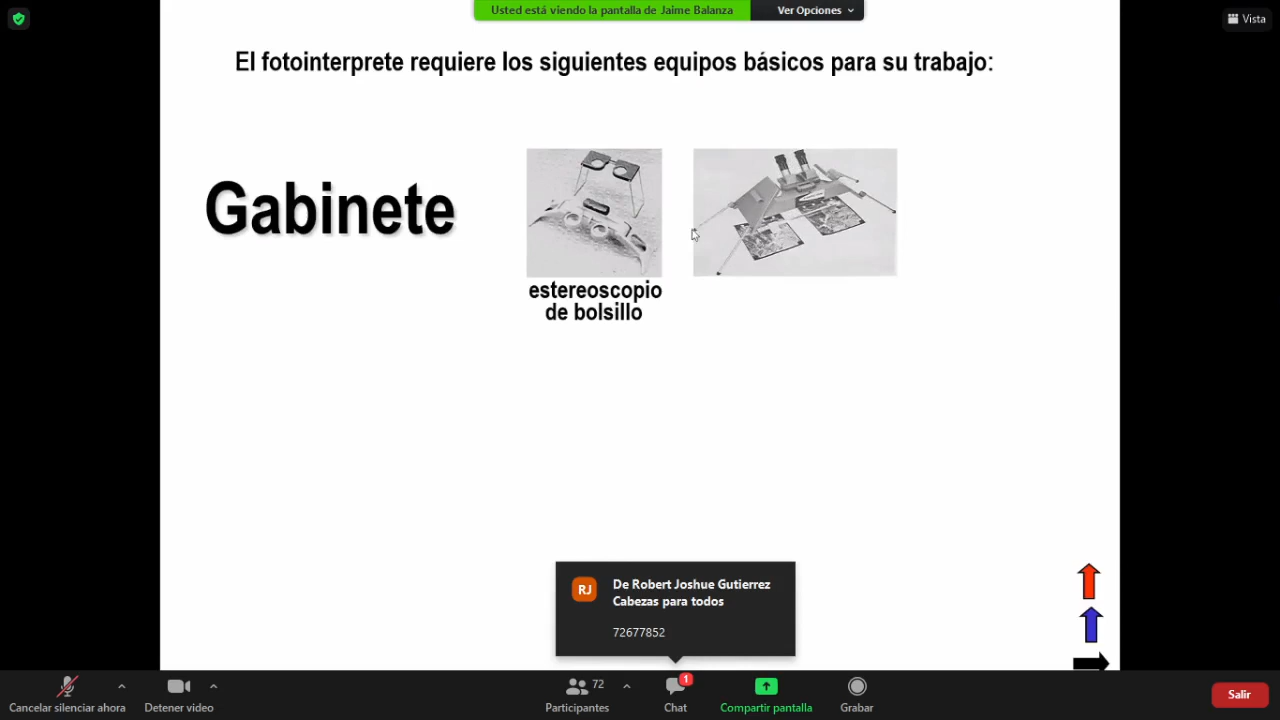 Usted está viendo la pantalla de Jaime Balanza
Ver Opciones
Vista
El fotointerprete requiere los siguientes equipos básicos para su trabajo:
Gabinete
estereoscopio
de bolsillo
RJ
De Robert Joshue Gutierrez
Cabezas para todos
72677852
72
1
Cancelar silenciar ahora
Detener video
Participantes
Chat
Compartir pantalla
Grabar
Salir